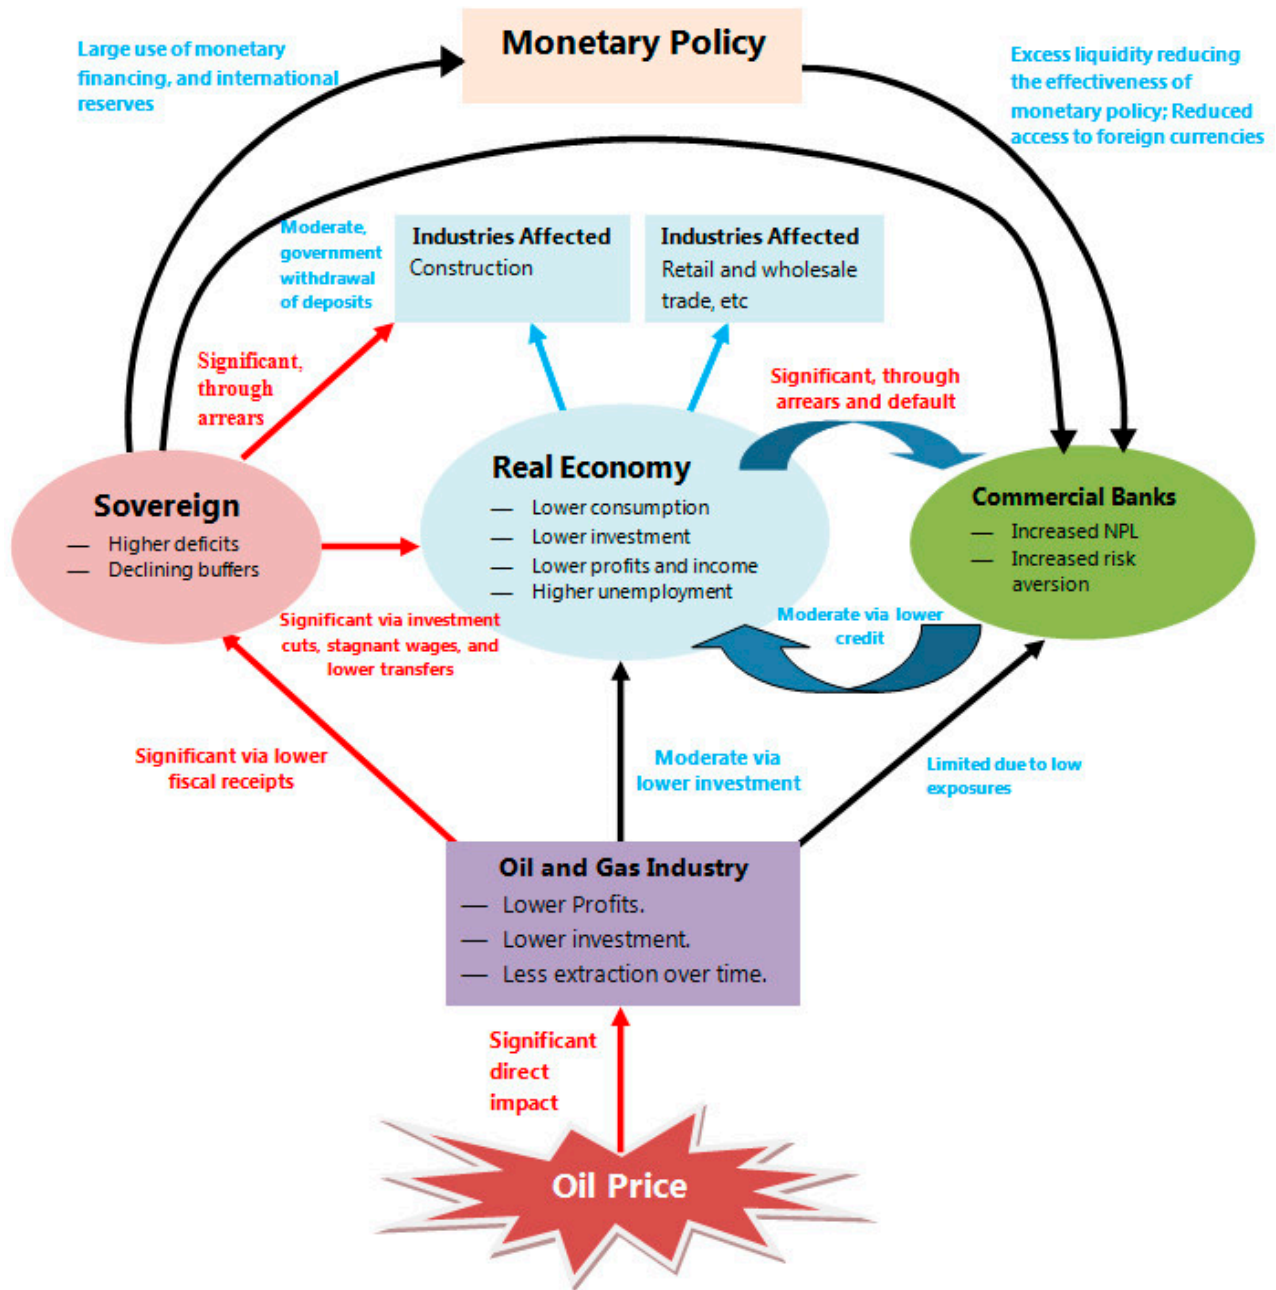 Monetary Policy
Large use of monetary
financing, and international
reserves
Excess liquidity reducing
the effectiveness of
monetary policy; Reduced
access to foreign currencies
Moderate,
government
withdrawal
of deposits
Industries Affected
Construction
Industries Affected
Retail and wholesale
trade, etc
Significant,
through
arrears
Significant, through
arrears and default
Sovereign
— Higher deficits
— Declining buffers
Real Economy
— Lower consumption
— Lower investment
— Lower profits and income
— Higher unemployment
Commercial Banks
— Increased NPL
— Increased risk
aversion
Significant via investment
cuts, stagnant wages, and
lower transfers
Moderate via lower
credit
Significant via lower
fiscal receipts
Moderate via
lower investment
Limited due to low
exposures
Oil and Gas Industry
— Lower Profits.
— Lower investment.
— Less extraction over time.
Significant
direct
impact
Oil Price